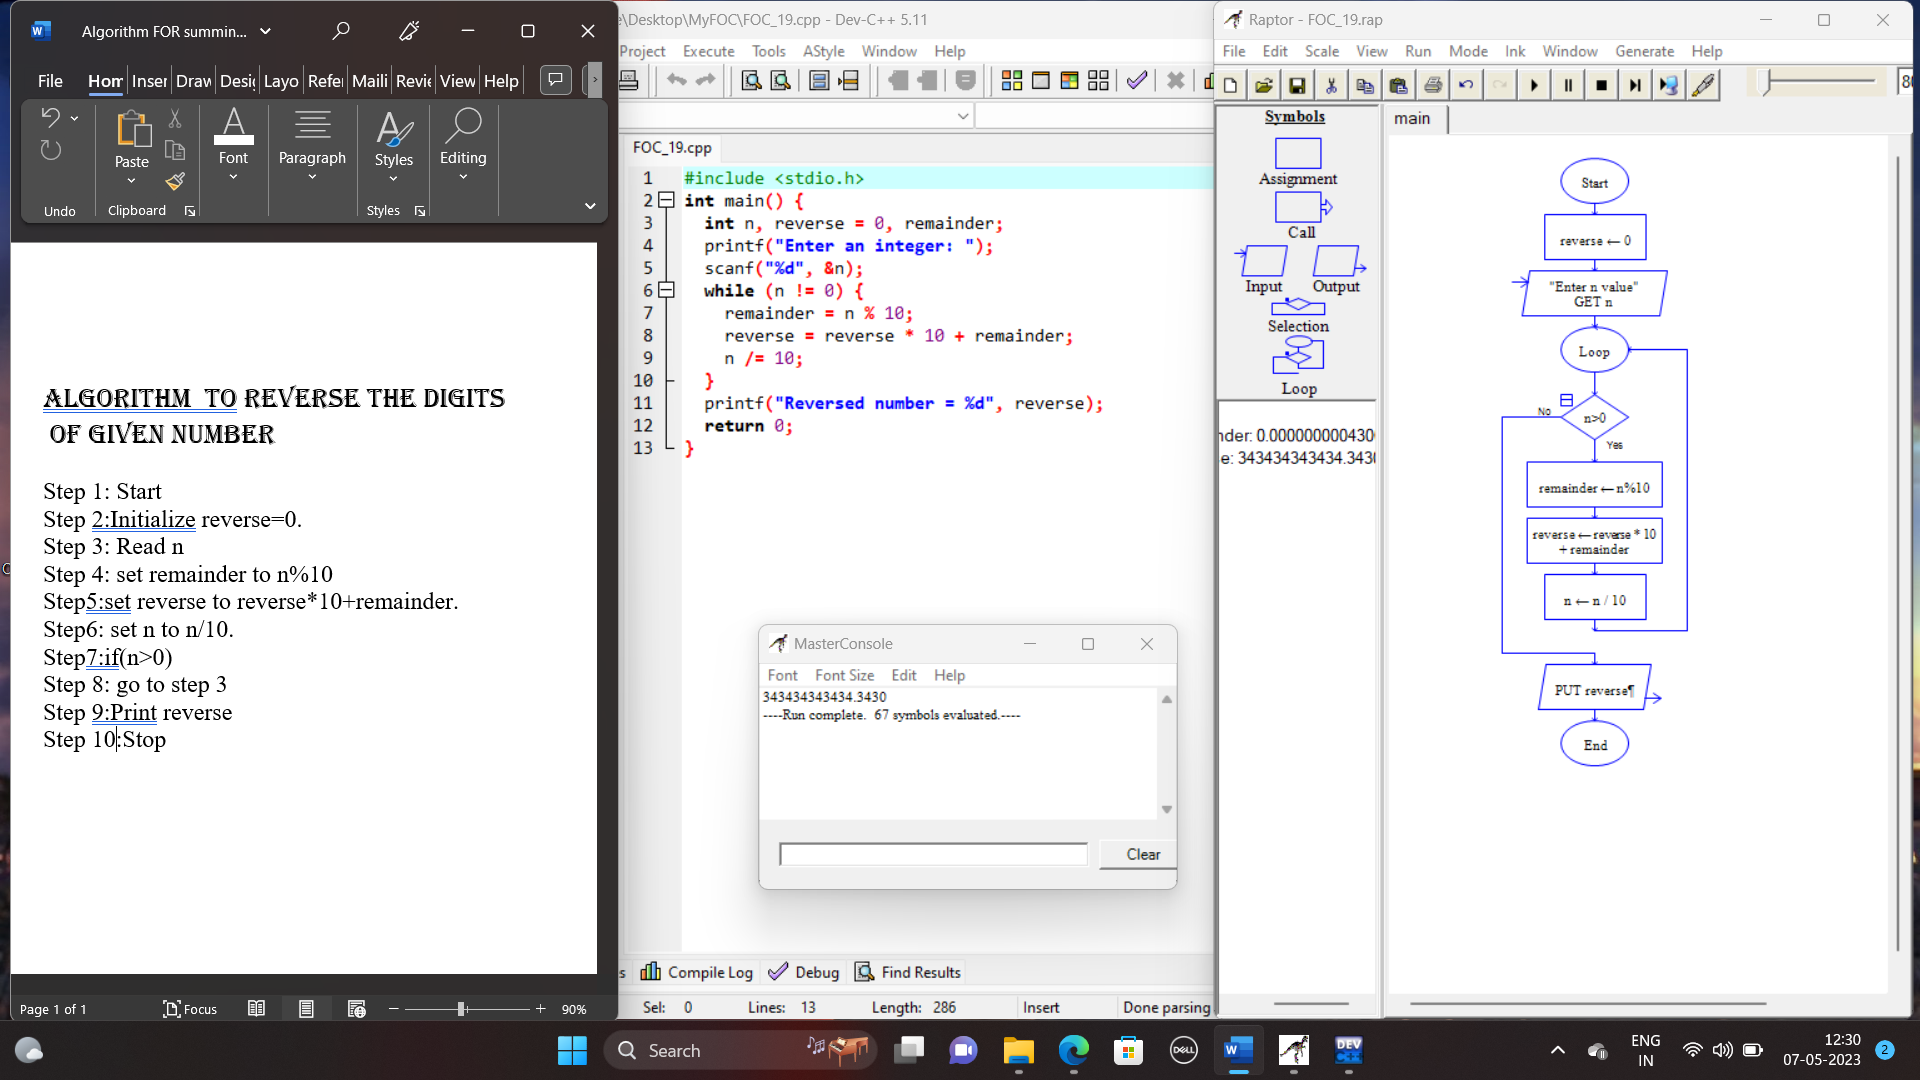 Algorithm FOR summin...
File Hom Inser Draw Desig Layo Refe Maili Revie View Help
Undo
Paste
Clipboard
Font
Paragraph
Styles
Styles
Editing
ALGORITHM TO REVERSE THE DIGITS
OF GIVEN NUMBER
Step 1: Start
Step 2:Initialize reverse=0.
Step 3: Read n
Step 4: set remainder to n%10
Step5:set reverse to reverse*10+remainder.
Step6: set n to n/10.
Step7:if(n>0)
Step 8: go to step 3
Step 9:Print reverse
Step 10:Stop
Page 1 of 1 Focus 90%
e\Desktop\MyFOC\FOC_19.cpp - Dev-C++ 5.11
Project Execute Tools AStyle Window Help
FOC_19.cpp
1 #include <stdio.h>
2 int main() {
3 int n, reverse = 0, remainder;
4 printf("Enter an integer: ");
5 scanf("%d", &n);
6 while (n != 0) {
7 remainder = n % 10;
8 reverse = reverse * 10 + remainder;
9 n /= 10;
10 }
11 printf("Reversed number = %d", reverse);
12 return 0;
13 }
MasterConsole
Font Font Size Edit Help
343434343434.3430
----Run complete. 67 symbols evaluated.----
Clear
s Compile Log Debug Find Results
Sel: 0 Lines: 13 Length: 286 Insert Done parsing
Raptor - FOC_19.rap
File Edit Scale View Run Mode Ink Window Generate Help
80
Symbols
Assignment
Call
Input Output
Selection
Loop
nder: 0.0000000000430
e: 343434343434.3430
main
Start
reverse ← 0
"Enter n value"
GET n
Loop
No
n>0
Yes
remainder ← n%10
reverse ← reverse * 10
+ remainder
n ← n / 10
PUT reverse¶
End
Search
DELL
W
DEV
C++
ENG
IN
12:30
07-05-2023
2